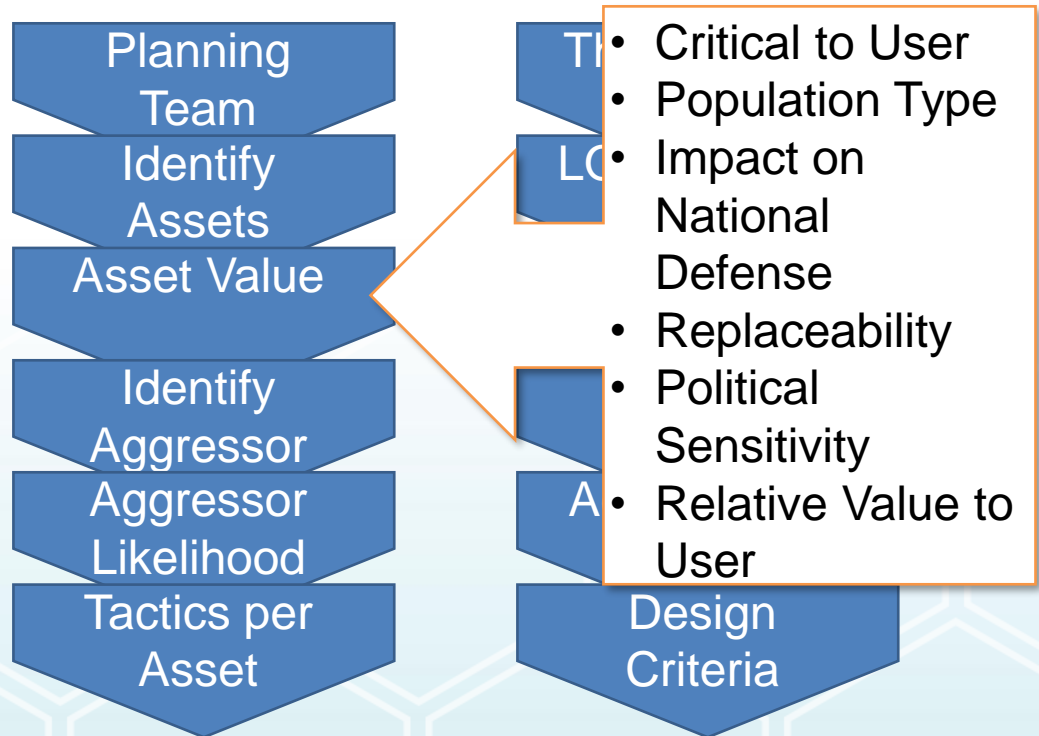 Planning
Team
Identify
Assets
Asset Value
Identify
Aggressor
Aggressor
Likelihood
Tactics per
Asset
Design
Criteria
• Critical to User
• Population Type
• Impact on
National
Defense
• Replaceability
• Political
Sensitivity
• Relative Value to
User